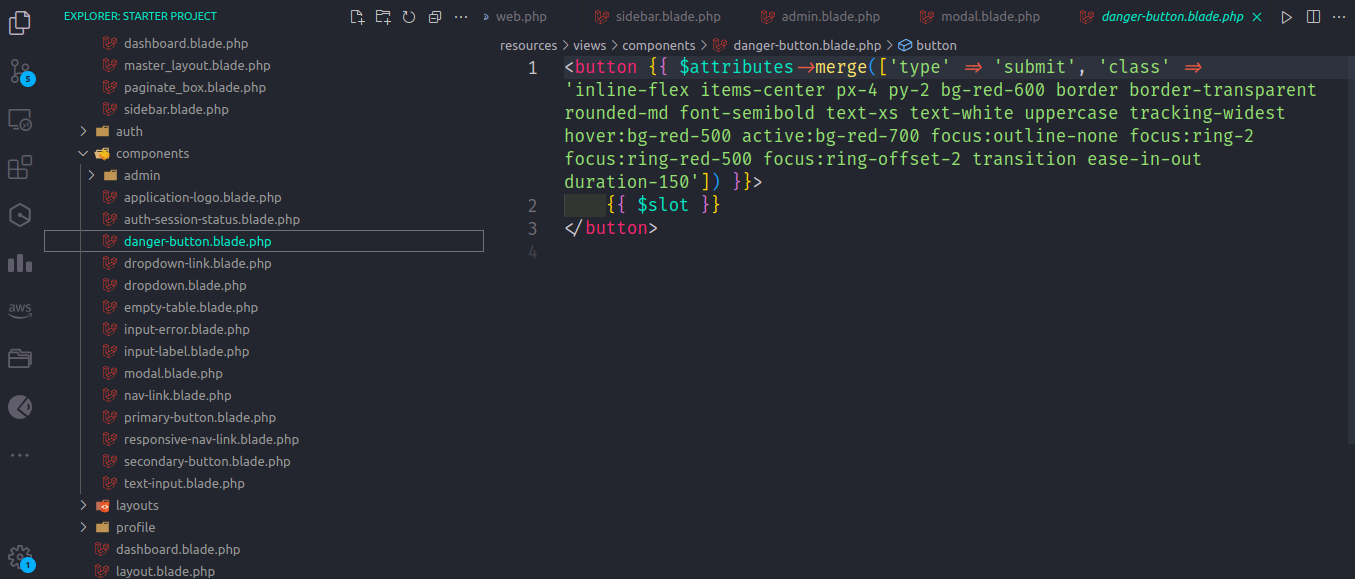 EXPLORER: STARTER PROJECT
dashboard.blade.php
master_layout.blade.php
paginate_box.blade.php
sidebar.blade.php
auth
components
admin
application-logo.blade.php
auth-session-status.blade.php
danger-button.blade.php
dropdown-link.blade.php
dropdown.blade.php
empty-table.blade.php
input-error.blade.php
input-label.blade.php
modal.blade.php
nav-link.blade.php
primary-button.blade.php
responsive-nav-link.blade.php
secondary-button.blade.php
text-input.blade.php
layouts
profile
dashboard.blade.php
layout.blade.php
5
aws
1
web.php sidebar.blade.php admin.blade.php modal.blade.php danger-button.blade.php
resources > views > components > danger-button.blade.php > button
1 <button {{ $attributes->merge(['type' => 'submit', 'class' =>
'inline-flex items-center px-4 py-2 bg-red-600 border border-transparent
rounded-md font-semibold text-xs text-white uppercase tracking-widest
hover:bg-red-500 active:bg-red-700 focus:outline-none focus:ring-2
focus:ring-red-500 focus:ring-offset-2 transition ease-in-out
duration-150']) }}>
2 {{ $slot }}
3 </button>
4